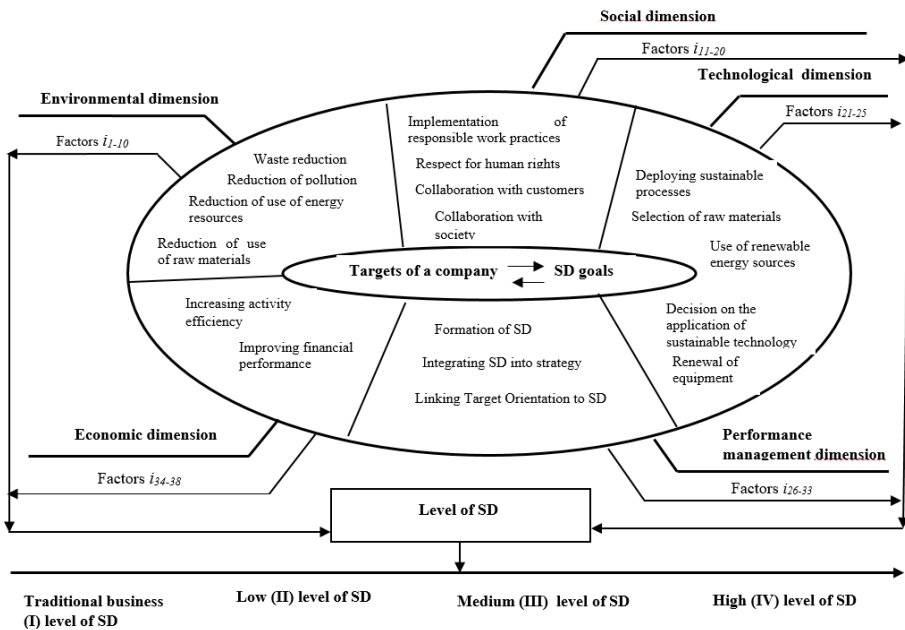 Social dimension
Factors i11-20
Technological dimension
Factors i21-25
Environmental dimension
Factors i1-10
Waste reduction
Reduction of pollution
Reduction of use of energy
resources
Reduction of use
of raw materials
Implementation of
responsible work practices
Respect for human rights
Collaboration with customers
Collaboration with
society
Deploying sustainable
processes
Selection of raw materials
Use of renewable
energy sources
Decision on the
application of
sustainable technology
Renewal of
equipment
Targets of a company
SD goals
Increasing activity
efficiency
Improving financial
performance
Formation of SD
Integrating SD into strategy
Linking Target Orientation to SD
Economic dimension
Factors i34-38
Performance
management dimension
Factors i26-33
Level of SD
Traditional business
(I) level of SD
Low (II) level of SD
Medium (III) level of SD
High (IV) level of SD